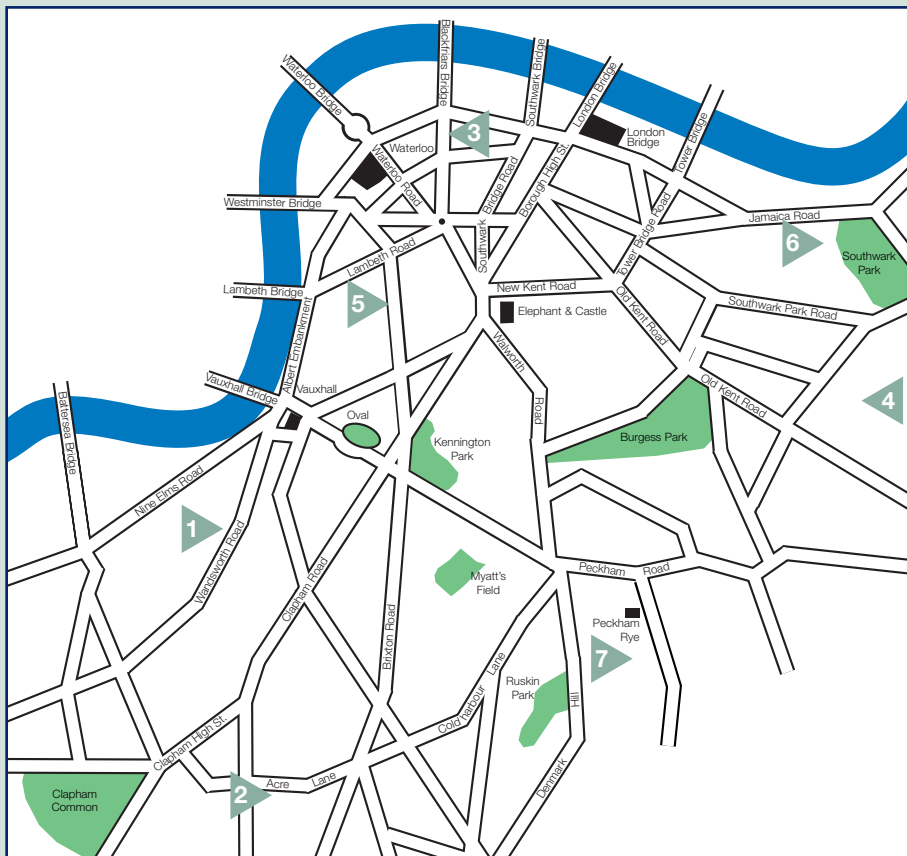 Waterloo Bridge
Blackfriars Bridge
Southwark Bridge
London Bridge
Tower Bridge
3
London
Bridge
Waterloo
Waterloo Road
Westminster Bridge
Southwark
Bridge Road
Borough High St.
Tower Bridge Road
Jamaica Road
6
Southwark
Park
Lambeth Road
Lambeth Bridge
5
New Kent Road
Elephant & Castle
Old Kent Road
Southwark Park Road
Albert Embankment
Vauxhall Bridge
Vauxhall
Walworth
Road
Old Kent Road
4
Battersea Bridge
Oval
Kennington
Park
Burgess Park
Nine Elms Road
1
Wandsworth Road
Clapham Road
Myatt's
Field
Peckham Road
Peckham
Rye
7
Brixton Road
Cold harbour Lane
Ruskin
Park
Denmark Hill
Clapham High St.
2
Acre Lane
Clapham
Common